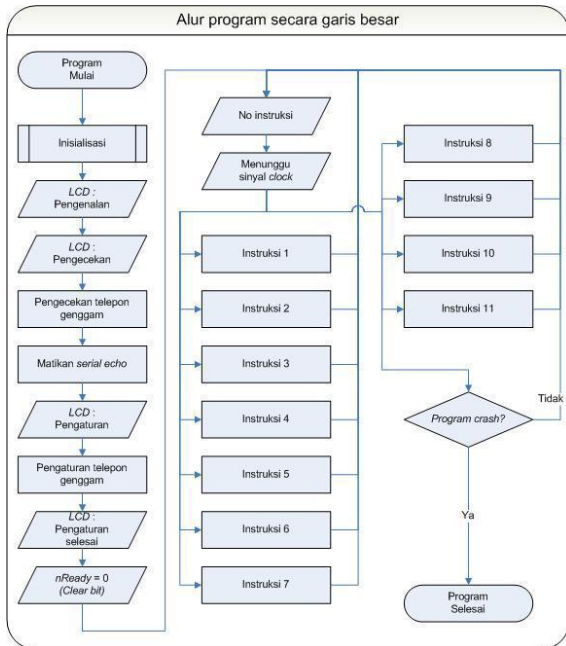 Alur program secara garis besar
Program
Mulai
Inisialisasi
LCD :
Pengenalan
LCD :
Pengecekan
Pengecekan telepon
genggam
Matikan serial echo
LCD :
Pengaturan
Pengaturan telepon
genggam
LCD :
Pengaturan
selesai
nReady = 0
(Clear bit)
No instruksi
Menunggu
sinyal clock
Instruksi 1
Instruksi 2
Instruksi 3
Instruksi 4
Instruksi 5
Instruksi 6
Instruksi 7
Instruksi 8
Instruksi 9
Instruksi 10
Instruksi 11
Program crash?
Tidak
Ya
Program
Selesai